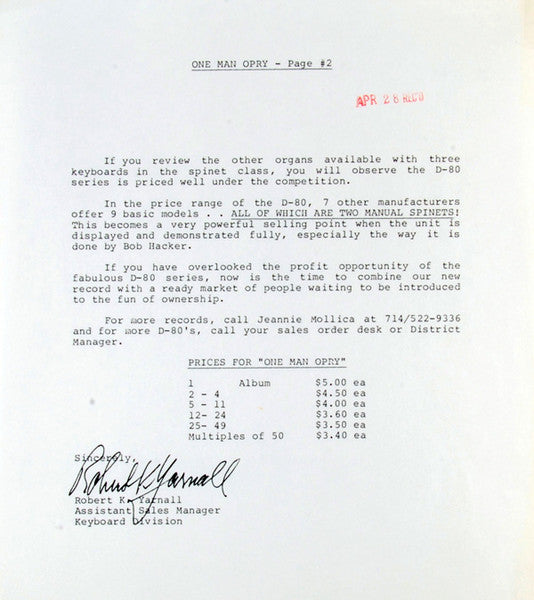 ONE MAN OPRY - Page #2
APR 28 REC'D
If you review the other organs available with three
keyboards in the spinet class, you will observe the D-80
series is priced well under the competition.
In the price range of the D-80, 7 other manufacturers
offer 9 basic models . . ALL OF WHICH ARE TWO MANUAL SPINETS!
This becomes a very powerful selling point when the unit is
displayed and demonstrated fully, especially the way it is
done by Bob Hacker.
If you have overlooked the profit opportunity of the
fabulous D-80 series, now is the time to combine our new
record with a ready market of people waiting to be introduced
to the fun of ownership.
For more records, call Jeannie Mollica at 714/522-9336
and for more D-80's, call your sales order desk or District
Manager.
PRICES FOR "ONE MAN OPRY"
1 Album $5.00 ea
2 - 4 $4.50 ea
5 - 11 $4.00 ea
12- 24 $3.60 ea
25- 49 $3.50 ea
Multiples of 50 $3.40 ea
Sincerely,
Robert K Yarnall
Robert K. Yarnall
Assistant Sales Manager
Keyboard Division